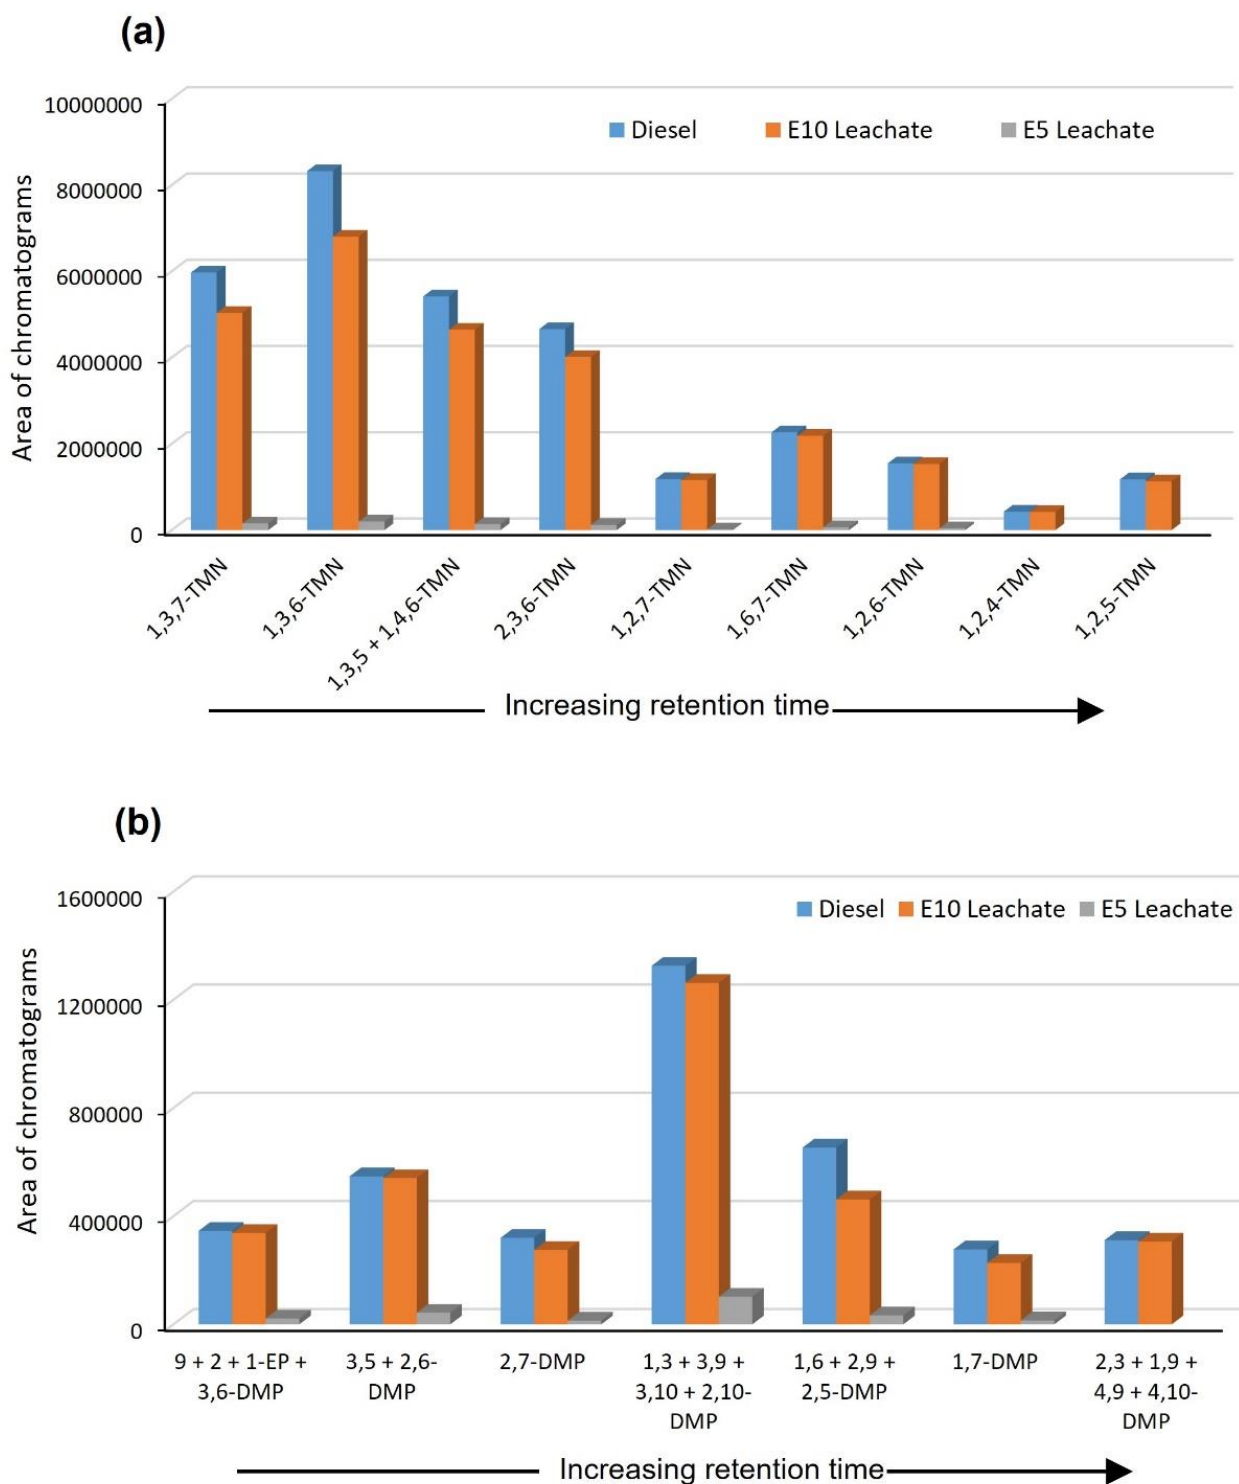 (a)
10000000
Diesel E10 Leachate E5 Leachate
8000000
6000000
4000000
2000000
0
Area of chromatograms
1,3,7-TMN
1,3,6-TMN
1,3,5 + 1,4,6-TMN
2,3,6-TMN
1,2,7-TMN
1,6,7-TMN
1,2,6-TMN
1,2,4-TMN
1,2,5-TMN
Increasing retention time
(b)
1600000
Diesel E10 Leachate E5 Leachate
1200000
800000
400000
0
Area of chromatograms
9 + 2 + 1-EP +
3,6-DMP
3,5 + 2,6-
DMP
2,7-DMP
1,3 + 3,9 +
3,10 + 2,10-
DMP
1,6 + 2,9 +
2,5-DMP
1,7-DMP
2,3 + 1,9 +
4,9 + 4,10-
DMP
Increasing retention time